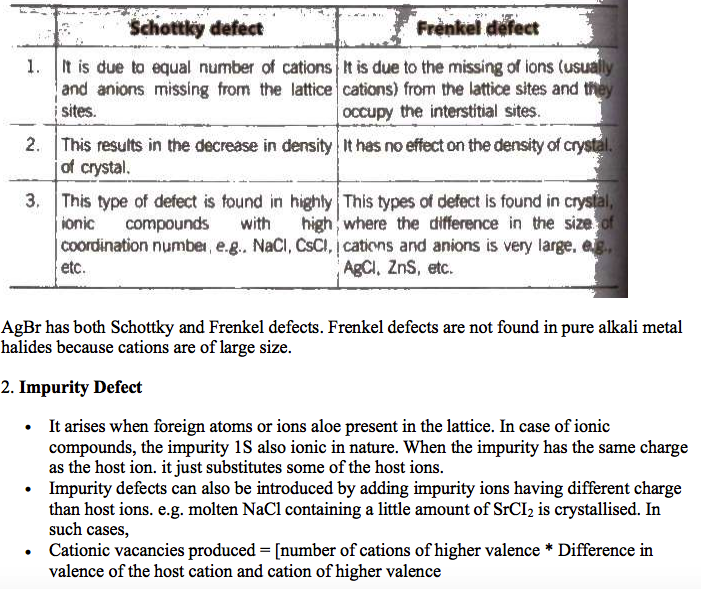 Schottky defect Frenkel defect
1. It is due to equal number of cations
and anions missing from the lattice
sites.
It is due to the missing of ions (usually
cations) from the lattice sites and they
occupy the interstitial sites.
2. This results in the decrease in density
of crystal.
It has no effect on the density of crystal.
3. This type of defect is found in highly
ionic compounds with high
coordination number, e.g., NaCl, CsCl,
etc.
This types of defect is found in crystal,
where the difference in the size of
cations and anions is very large, e.g.,
AgCl, ZnS, etc.
AgBr has both Schottky and Frenkel defects. Frenkel defects are not found in pure alkali metal
halides because cations are of large size.
2. Impurity Defect
• It arises when foreign atoms or ions aloe present in the lattice. In case of ionic
compounds, the impurity 1S also ionic in nature. When the impurity has the same charge
as the host ion. it just substitutes some of the host ions.
• Impurity defects can also be introduced by adding impurity ions having different charge
than host ions. e.g. molten NaCl containing a little amount of SrCI₂ is crystallised. In
such cases,
• Cationic vacancies produced = [number of cations of higher valence * Difference in
valence of the host cation and cation of higher valence